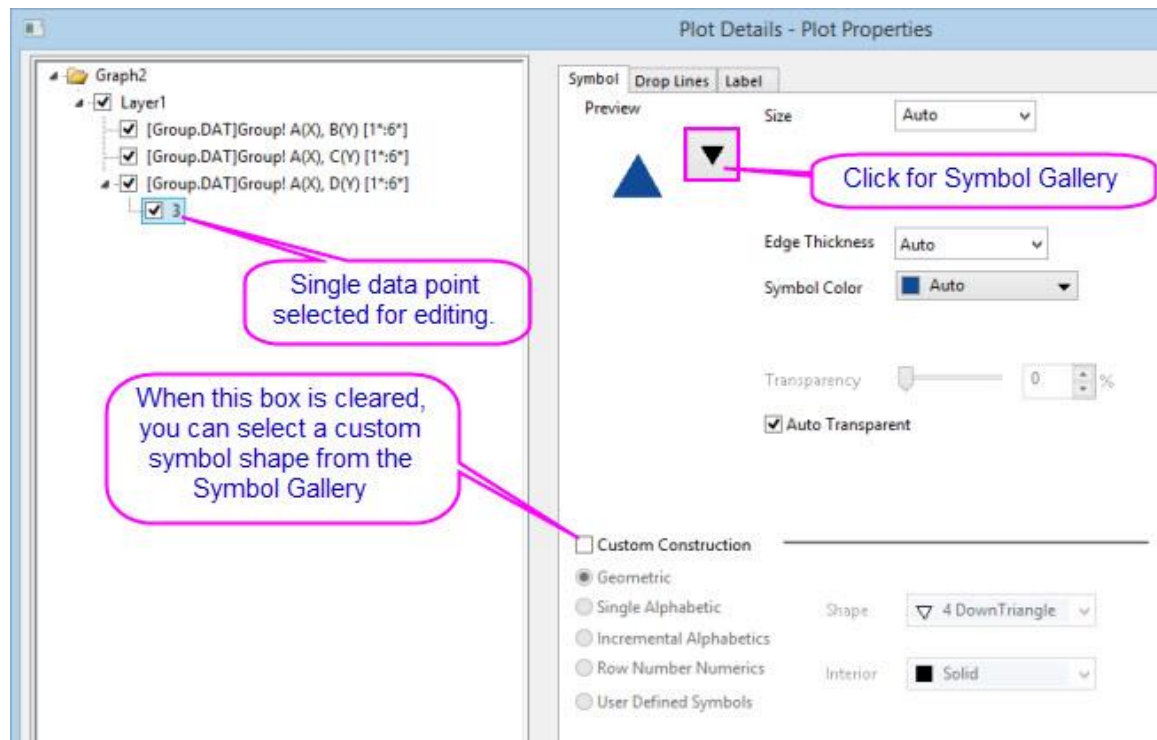 Plot Details - Plot Properties
Graph2
Layer1
[Group.DAT]Group! A(X), B(Y) [1*:6*]
[Group.DAT]Group! A(X), C(Y) [1*:6*]
[Group.DAT]Group! A(X), D(Y) [1*:6*]
3
Single data point
selected for editing.
When this box is cleared,
you can select a custom
symbol shape from the
Symbol Gallery
Symbol Drop Lines Label
Preview
Size Auto
Click for Symbol Gallery
Edge Thickness Auto
Symbol Color Auto
Transparency 0 %
Auto Transparent
Custom Construction
Geometric
Single Alphabetic Shape 4 DownTriangle
Incremental Alphabetics
Row Number Numerics Interior Solid
User Defined Symbols